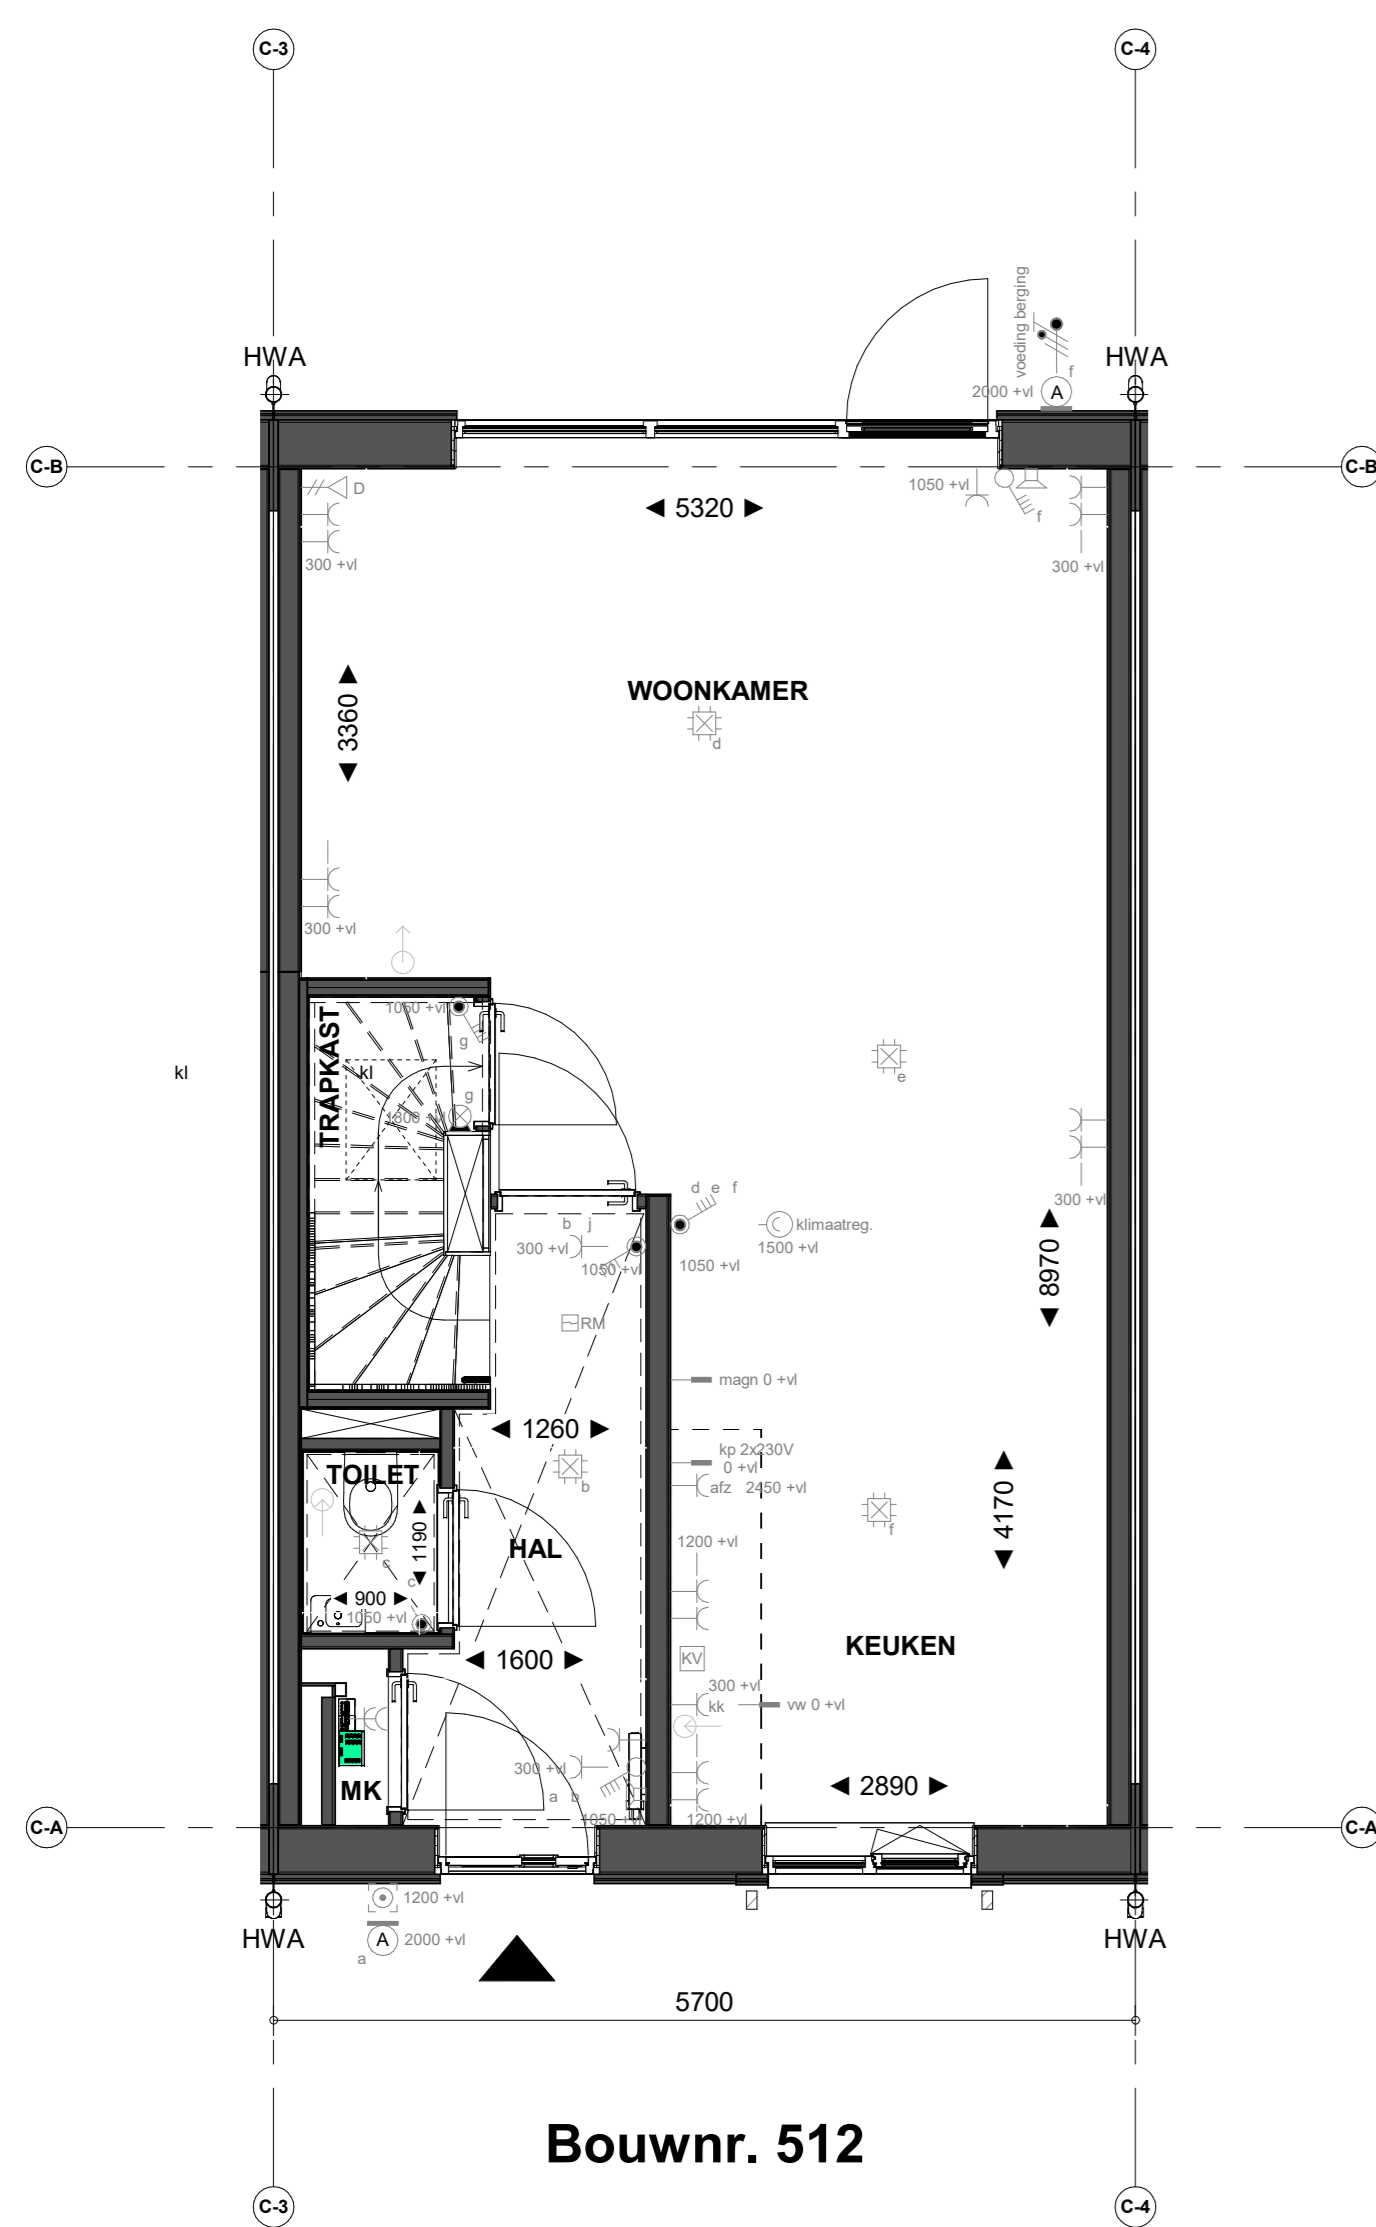 C-3
C-4
voeding berging
HWA
HWA
f
2000 +vl
A
C-B
C-B
D
1050 +vl
f
5320
300 +vl
300 +vl
WOONKAMER
d
3360
300 +vl
1050 +vl
TRAPKAST
g
kl
kl
e
g
1800 +vl
300 +vl
d e f
b j
klimaatreg.
300 +vl
1500 +vl
1050 +vl
1050 +vl
8970
RM
magn 0 +vl
1260
kp 2x230V
0 +vl
TOILET
b
afz 2450 +vl
4170
f
1190
1200 +vl
HAL
c
c
900
1050 +vl
KEUKEN
1600
KV
300 +vl
kk
vw 0 +vl
300 +vl
MK
2890
a b
1050 +vl
1200 +vl
C-A
C-A
1200 +vl
HWA
A
2000 +vl
HWA
a
5700
Bouwnr. 512
C-3
C-4